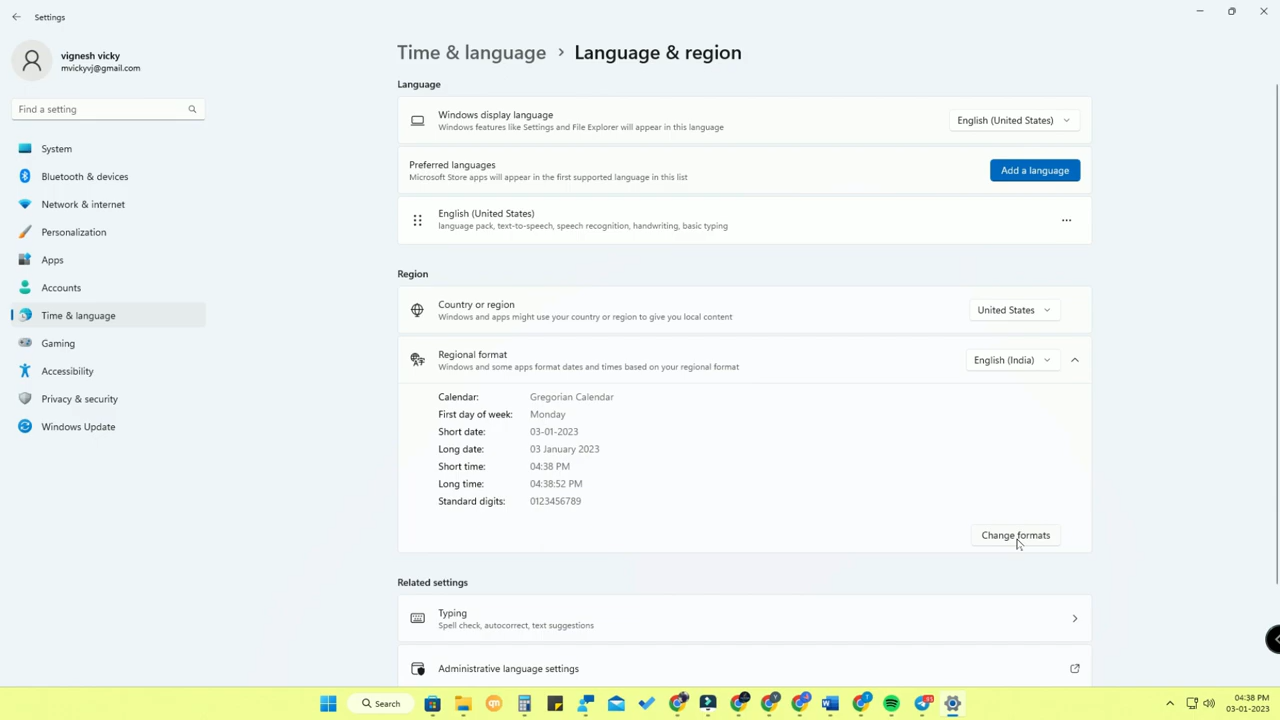 Settings
vignesh vicky
mvickyvj@gmail.com
Find a setting
System
Bluetooth & devices
Network & internet
Personalization
Apps
Accounts
Time & language
Gaming
Accessibility
Privacy & security
Windows Update
Time & language > Language & region
Language
Windows display language
Windows features like Settings and File Explorer will appear in this language
English (United States)
Preferred languages
Microsoft Store apps will appear in the first supported language in this list
Add a language
English (United States)
language pack, text-to-speech, speech recognition, handwriting, basic typing
Region
Country or region
Windows and apps might use your country or region to give you local content
United States
Regional format
Windows and some apps format dates and times based on your regional format
English (India)
Calendar: Gregorian Calendar
First day of week: Monday
Short date: 03-01-2023
Long date: 03 January 2023
Short time: 04:38 PM
Long time: 04:38:52 PM
Standard digits: 0123456789
Change formats
Related settings
Typing
Spell check, autocorrect, text suggestions
Administrative language settings
Search
04:38 PM
03-01-2023